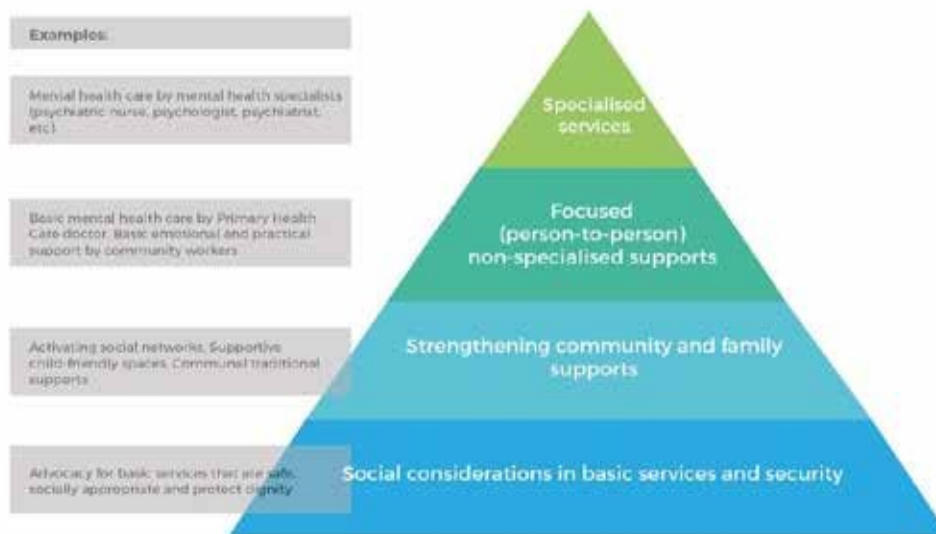 Examples:
Mental health care by mental health specialists
(psychiatric nurse, psychologist, psychiatrist,
etc)
Specialised
services
Basic mental health care by Primary Health
Care doctor. Basic emotional and practical
support by community workers
Focused
(person-to-person)
non-specialised supports
Activating social networks. Supportive
child-friendly spaces. Communal traditional
supports
Strengthening community and family
supports
Advocacy for basic services that are safe,
socially appropriate and protect dignity
Social considerations in basic services and security